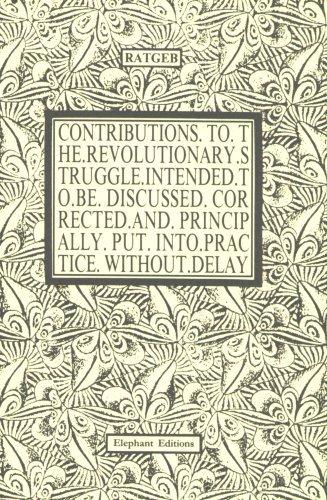 RATGEB
CONTRIBUTIONS. TO. T
HE.REVOLUTIONARY.S
TRUGGLE.INTENDED.T
O.BE. DISCUSSED. COR
RECTED.AND. PRINCIP
ALLY. PUT. INTO.PRAC
TICE. WITHOUT.DELAY
Elephant Editions